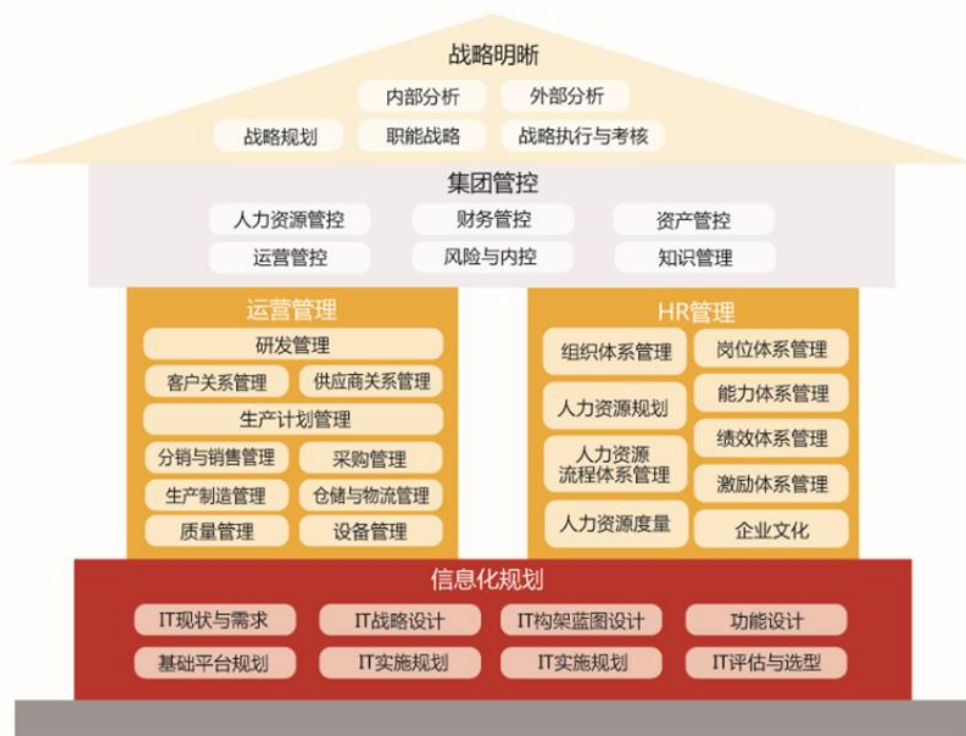 战略明晰
内部分析
外部分析
战略规划
职能战略
战略执行与考核
集团管控
人力资源管控
财务管控
资产管控
运营管控
风险与内控
知识管理
运营管理
研发管理
客户关系管理
供应商关系管理
生产计划管理
分销与销售管理
采购管理
生产制造管理
仓储与物流管理
质量管理
设备管理
HR管理
组织体系管理
岗位体系管理
人力资源规划
能力体系管理
人力资源
流程体系管理
绩效体系管理
激励体系管理
人力资源度量
企业文化
信息化规划
IT现状与需求
IT战略设计
IT构架蓝图设计
功能设计
基础平台规划
IT实施规划
IT实施规划
IT评估与选型